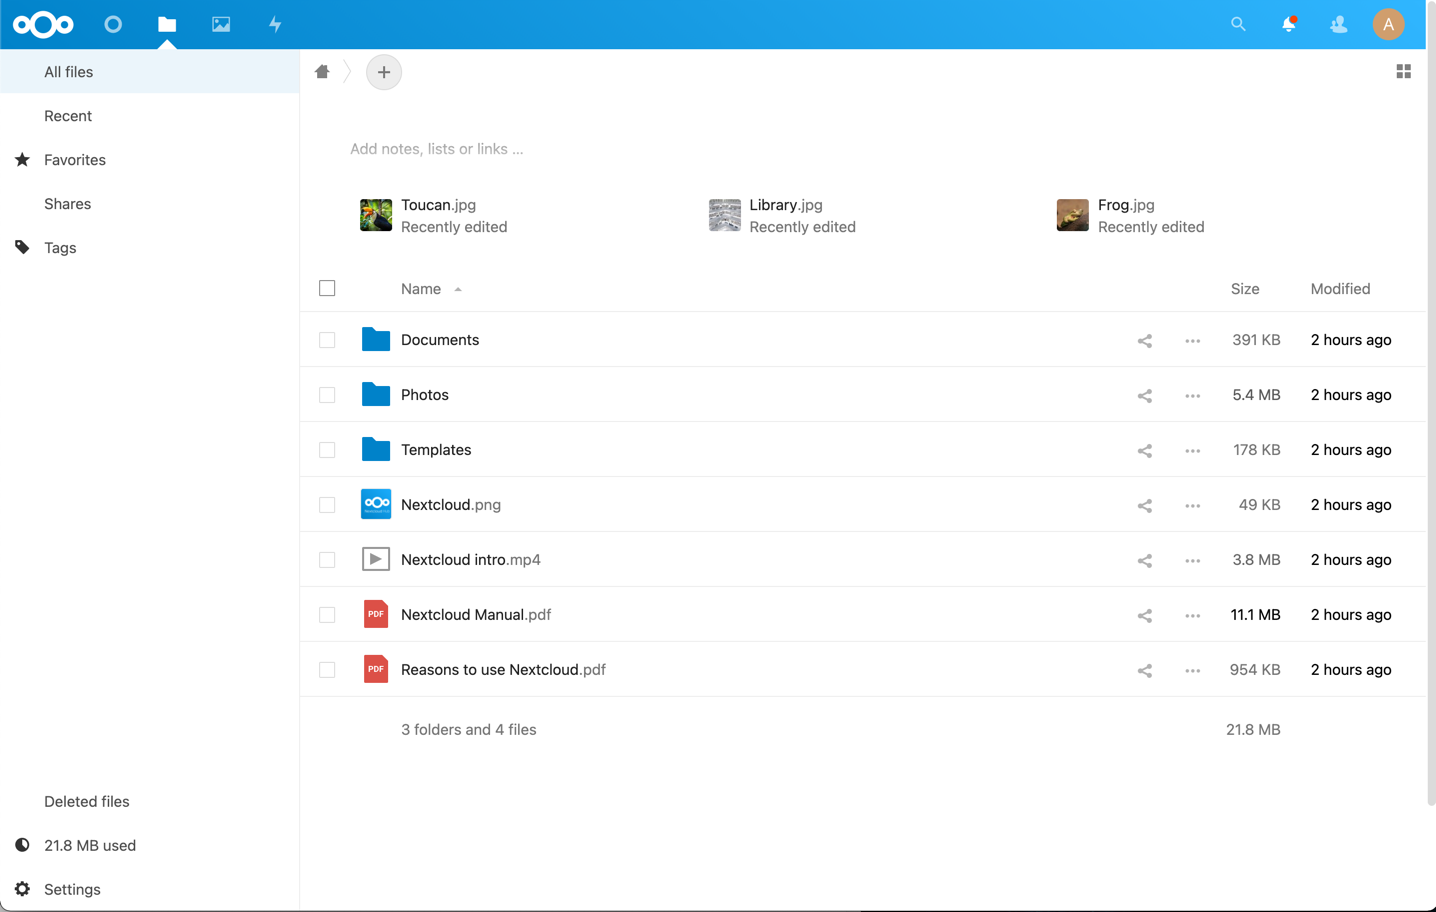 A
All files
Recent
Favorites
Shares
Tags
Add notes, lists or links ...
Toucan.jpg
Recently edited
Library.jpg
Recently edited
Frog.jpg
Recently edited
Name Size Modified
Documents 391 KB 2 hours ago
Photos 5.4 MB 2 hours ago
Templates 178 KB 2 hours ago
Nextcloud.png 49 KB 2 hours ago
Nextcloud intro.mp4 3.8 MB 2 hours ago
PDF Nextcloud Manual.pdf 11.1 MB 2 hours ago
PDF Reasons to use Nextcloud.pdf 954 KB 2 hours ago
3 folders and 4 files 21.8 MB
Deleted files
21.8 MB used
Settings